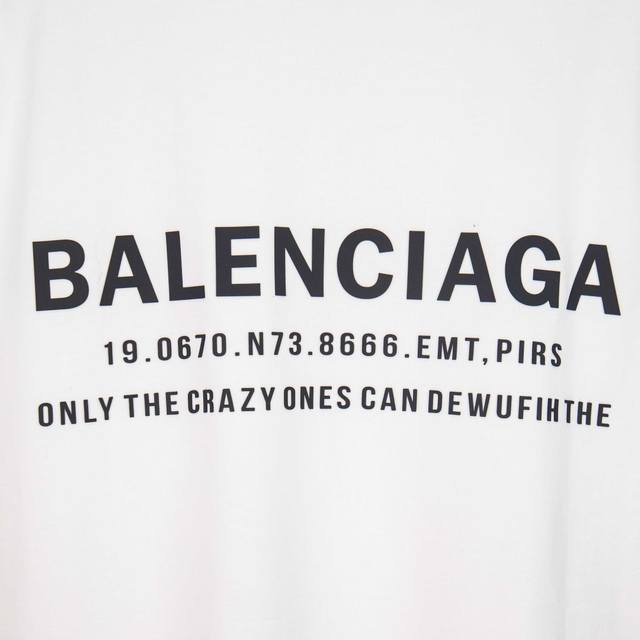 BALENCIAGA
19.0670.N73.8666.EMT,PIRS
ONLY THE CRAZY ONES CAN DEWUFIHTHE